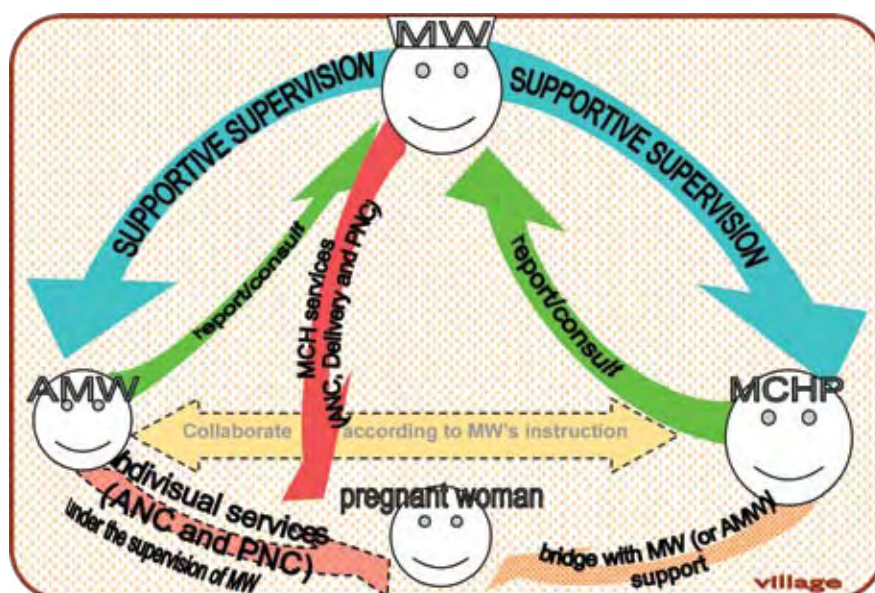 MW
SUPPORTIVE SUPERVISION
SUPPORTIVE SUPERVISION
report/consult
MCH services
(ANC, Delivery and PNC)
report/consult
AMW
MCHP
Collaborate according to MW's instruction
pregnant woman
Indivisual services
(ANC and PNC)
under the supervision of MW
bridge with MW (or AMW)
support
village